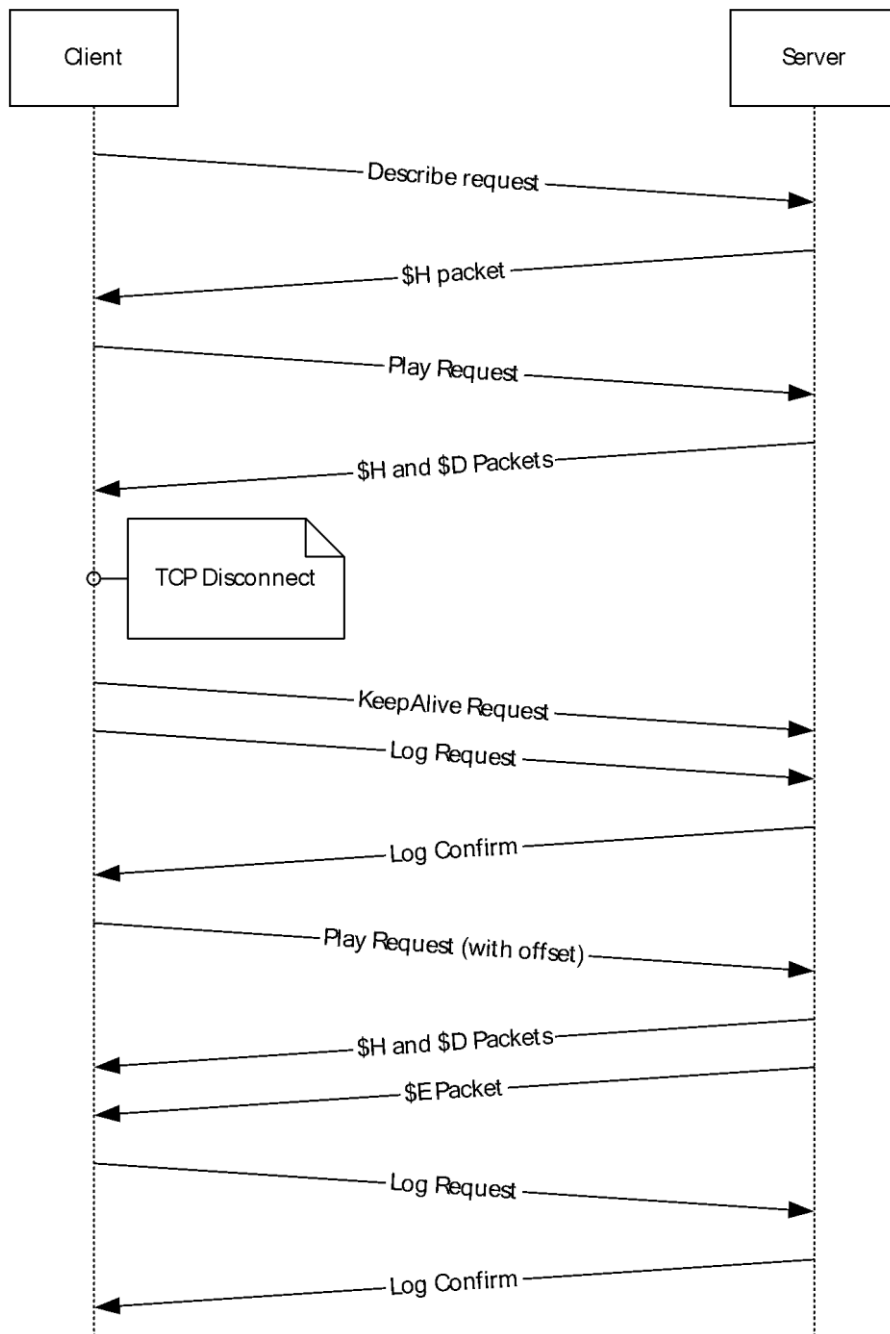 Client
Server
Describe request
$H packet
Play Request
$H and $D Packets
TCP Disconnect
KeepAlive Request
Log Request
Log Confirm
Play Request (with offset)
$H and $D Packets
$E Packet
Log Request
Log Confirm